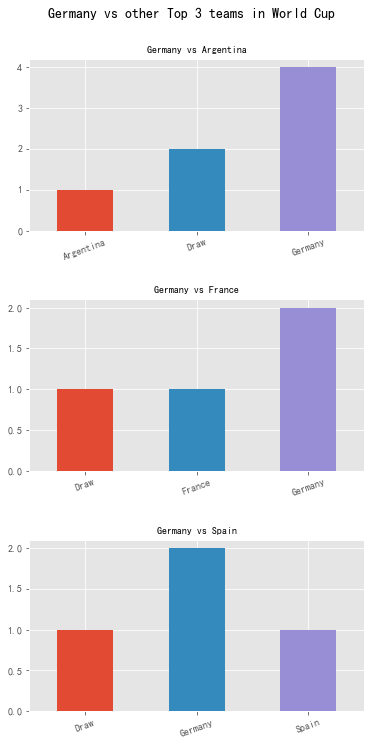 Germany vs other Top 3 teams in World Cup
Germany vs Argentina
4
3
2
1
0
Argentina Draw Germany
Germany vs France
2.0
1.5
1.0
0.5
0.0
Draw France Germany
Germany vs Spain
2.0
1.5
1.0
0.5
0.0
Draw Germany Spain